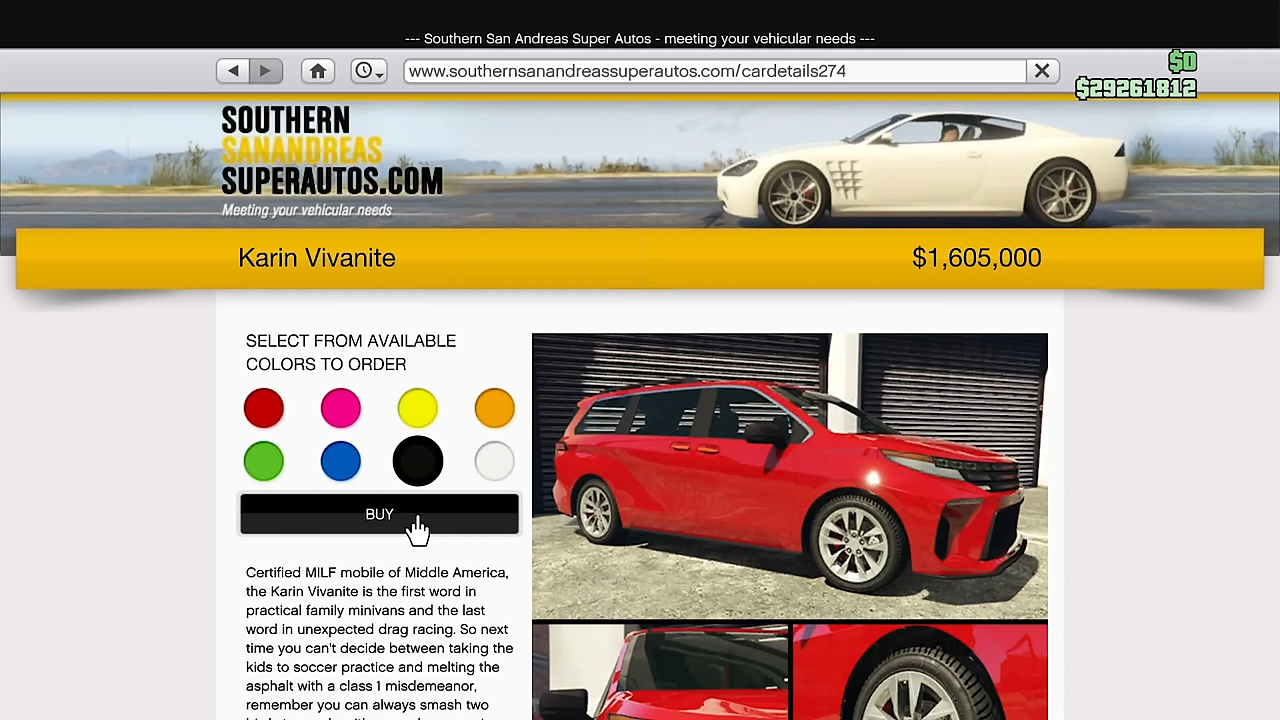 --- Southern San Andreas Super Autos - meeting your vehicular needs ---
www.southernsanandreassuperautos.com/cardetails274
$0
$29261812
SOUTHERN
SANANDREAS
SUPERAUTOS.COM
Meeting your vehicular needs
Karin Vivanite
$1,605,000
SELECT FROM AVAILABLE
COLORS TO ORDER
BUY
Certified MILF mobile of Middle America,
the Karin Vivanite is the first word in
practical family minivans and the last
word in unexpected drag racing. So next
time you can't decide between taking the
kids to soccer practice and melting the
asphalt with a class 1 misdemeanor,
remember you can always smash two